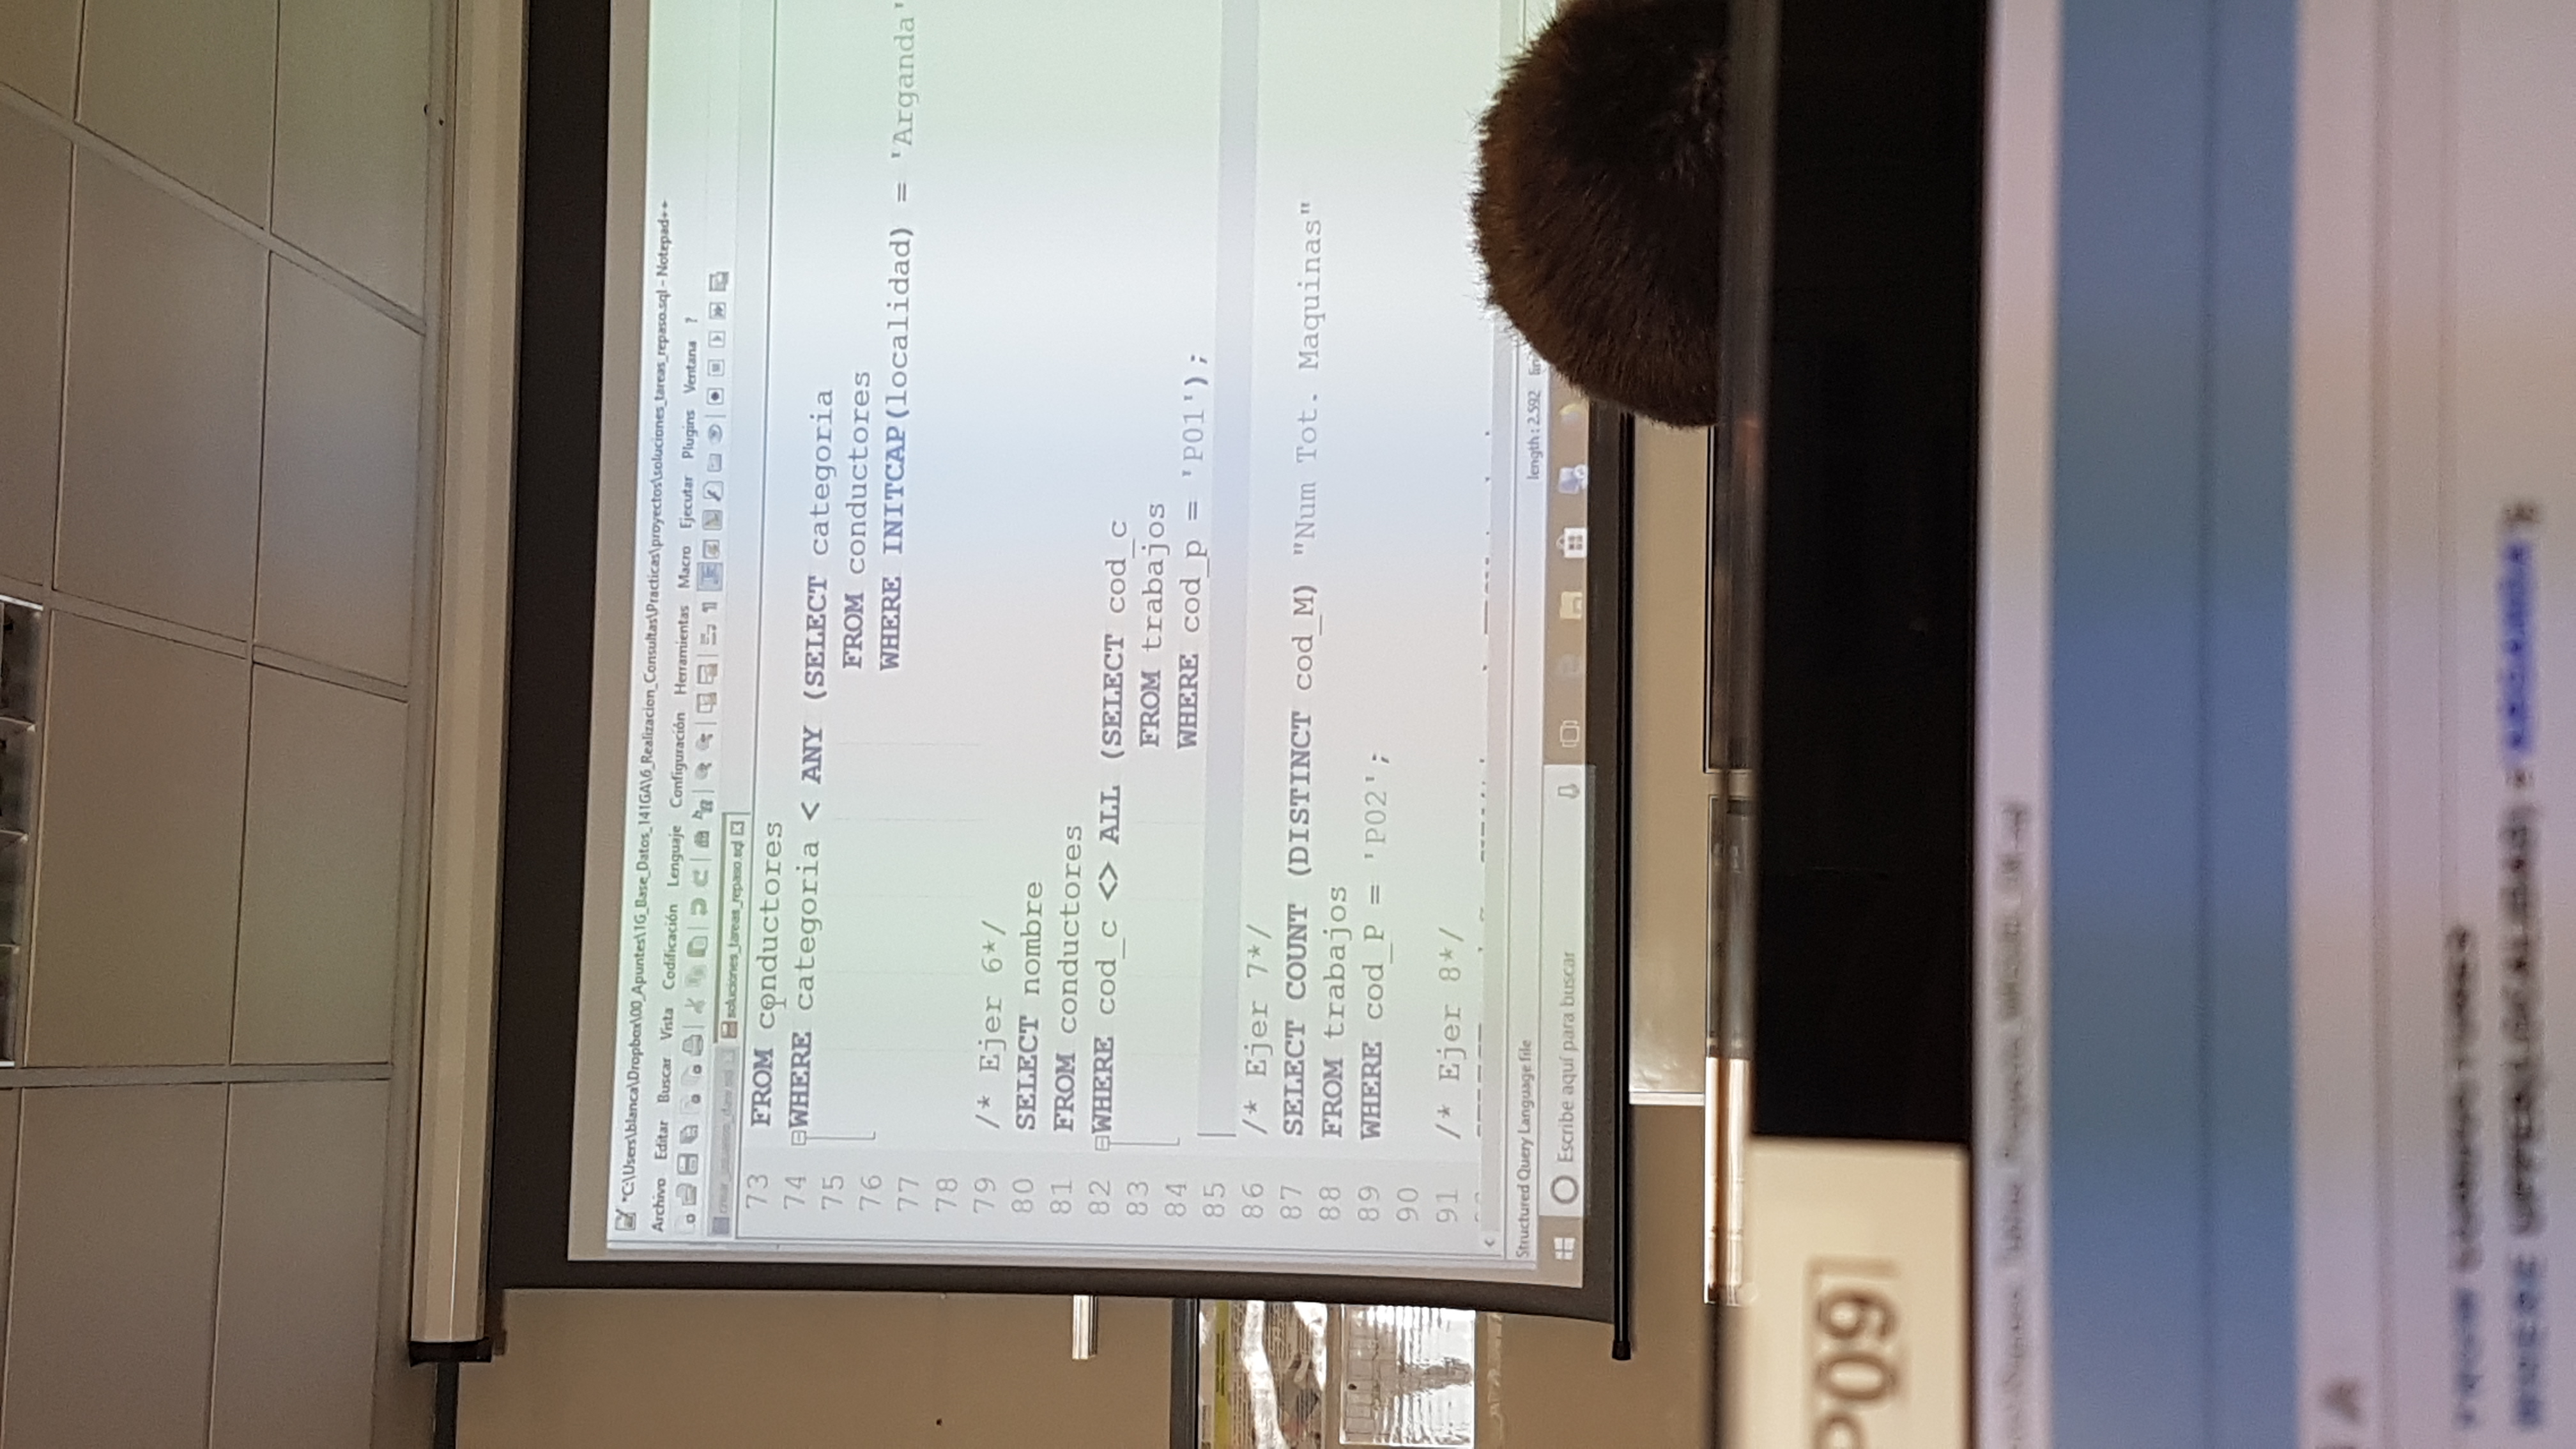 *C:\Users\blanca\Dropbox\00_Apuntes\1G_Base_Datos_141GA\6_Realizacion_Consultas\Practicas\proyectos\soluciones_tareas_repaso.sql - Notepad++
Archivo Editar Buscar Vista Codificación Lenguaje Configuración Herramientas Macro Ejecutar Plugins Ventana ?
soluciones_tareas_repaso.sql
73 FROM conductores
74 WHERE categoria < ANY (SELECT categoria
75 FROM conductores
76 WHERE INITCAP(localidad) = 'Arganda'
77
78
79 /* Ejer 6*/
80 SELECT nombre
81 FROM conductores
82 WHERE cod_c <> ALL (SELECT cod_c
83 FROM trabajos
84 WHERE cod_p = 'P01');
85
86 /* Ejer 7*/
87 SELECT COUNT (DISTINCT cod_M) "Num Tot. Maquinas"
88 FROM trabajos
89 WHERE cod_P = 'P02';
90
91 /* Ejer 8*/
Structured Query Language file
length : 2.592
Escribe aquí para buscar
P09
WHERE UPPER(LOCALIDAD) = 'ARGANDA'